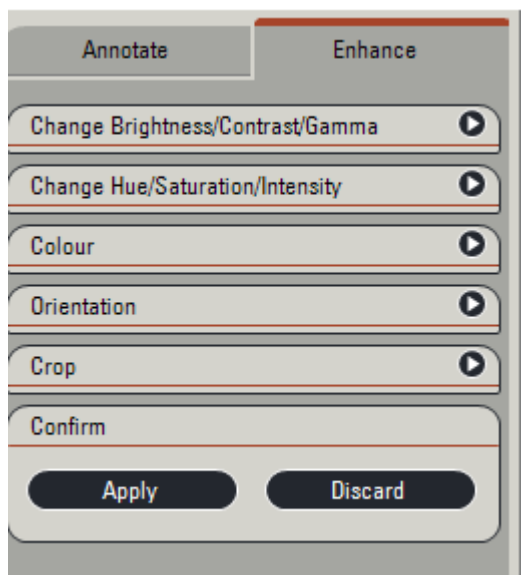 Annotate Enhance
Change Brightness/Contrast/Gamma
Change Hue/Saturation/Intensity
Colour
Orientation
Crop
Confirm
Apply Discard